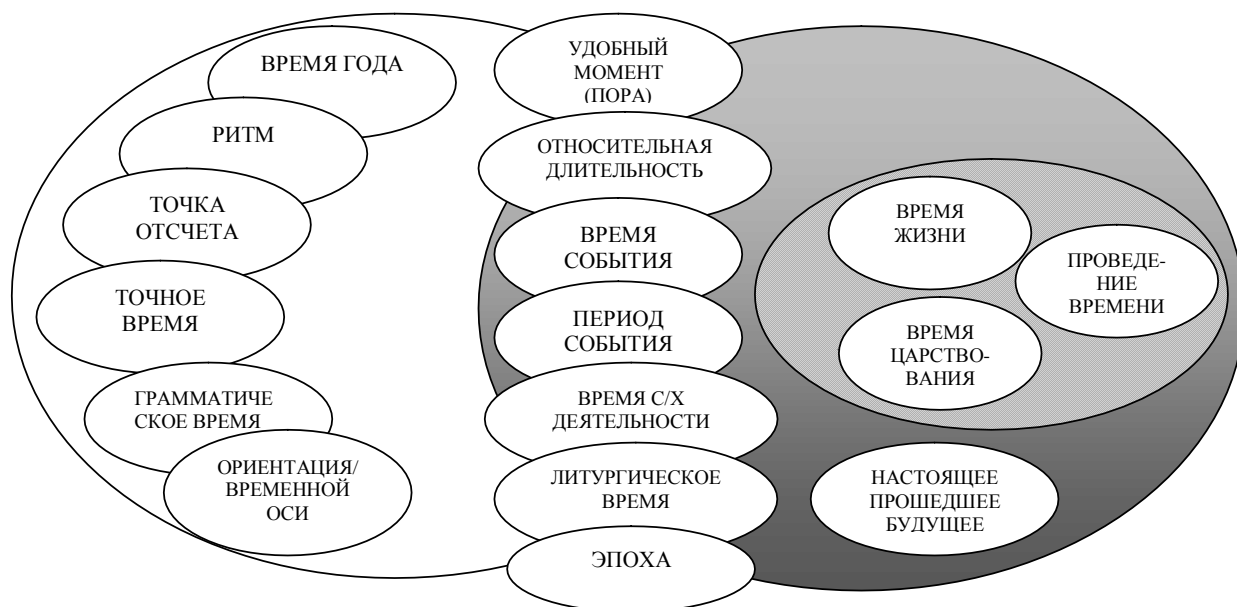 ВРЕМЯ ГОДА
РИТМ
ТОЧКА
ОТСЧЕТА
ТОЧНОЕ
ВРЕМЯ
ГРАММАТИЧЕ
СКОЕ ВРЕМЯ
ОРИЕНТАЦИЯ/
ВРЕМЕННОЙ
ОСИ
УДОБНЫЙ
МОМЕНТ
(ПОРА)
ОТНОСИТЕЛЬНАЯ
ДЛИТЕЛЬНОСТЬ
ВРЕМЯ
СОБЫТИЯ
ПЕРИОД
СОБЫТИЯ
ВРЕМЯ С/Х
ДЕЯТЕЛЬНОСТИ
ЛИТУРГИЧЕСКОЕ
ВРЕМЯ
ЭПОХА
ВРЕМЯ
ЖИЗНИ
ПРОВЕДЕ-
НИЕ
ВРЕМЕНИ
ВРЕМЯ
ЦАРСТВО-
ВАНИЯ
НАСТОЯЩЕЕ
ПРОШЕДШЕЕ
БУДУЩЕЕ